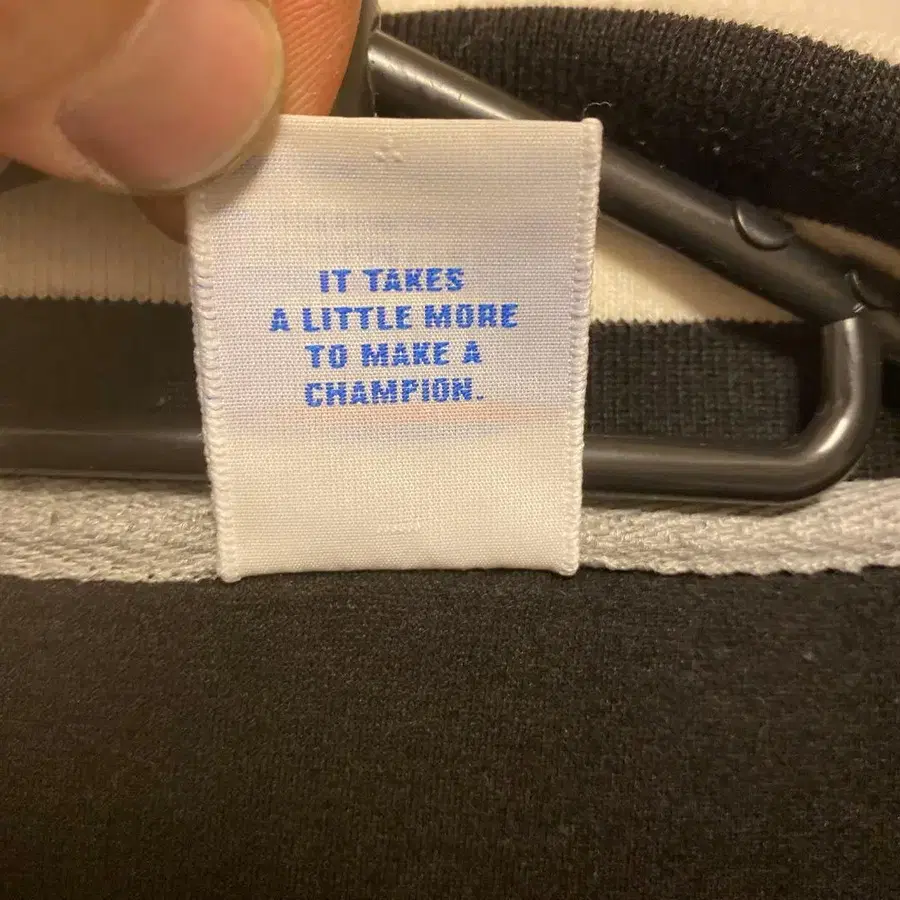 IT TAKES
A LITTLE MORE
TO MAKE A
CHAMPION.